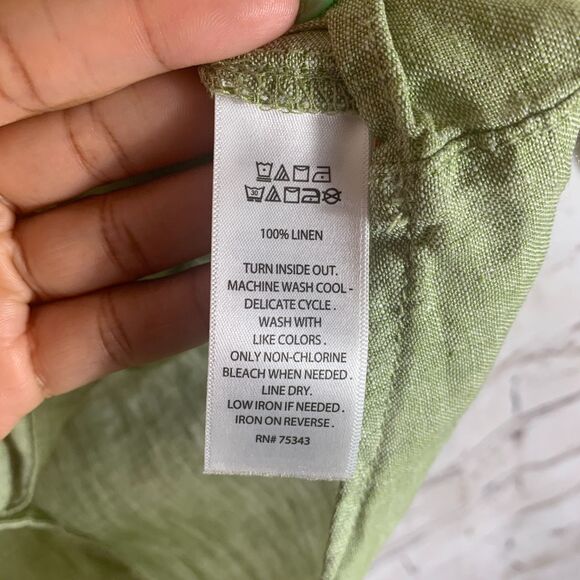 30
100% LINEN
TURN INSIDE OUT.
MACHINE WASH COOL -
DELICATE CYCLE .
WASH WITH
LIKE COLORS .
ONLY NON-CHLORINE
BLEACH WHEN NEEDED .
LINE DRY.
LOW IRON IF NEEDED .
IRON ON REVERSE .
RN# 75343